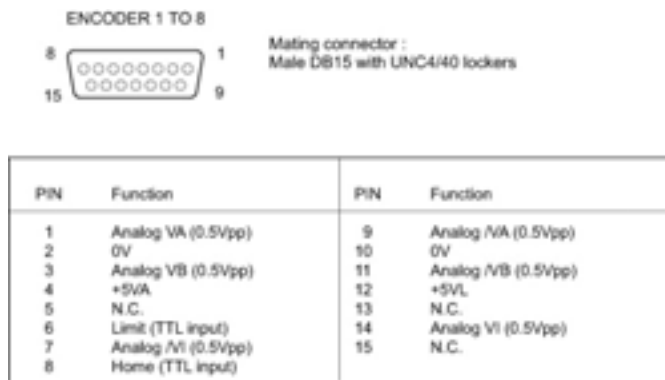 ENCODER 1 TO 8
8
1
Mating connector :
Male DB15 with UNC4/40 lockers
15
9
PIN Function PIN Function
1 Analog VA (0.5Vpp) 9 Analog /VA (0.5Vpp)
2 0V 10 0V
3 Analog VB (0.5Vpp) 11 Analog /VB (0.5Vpp)
4 +5VA 12 +5VL
5 N.C. 13 N.C.
6 Limit (TTL input) 14 Analog VI (0.5Vpp)
7 Analog /VI (0.5Vpp) 15 N.C.
8 Home (TTL input)